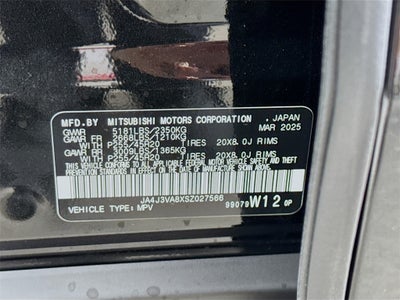 MFD.BY MITSUBISHI MOTORS CORPORATION, JAPAN
GVWR 5181LBS/2350KG MAR 2025
GAWR FR 2668LBS/1210KG
WITH P255/45R20 20X8.0J RIMS
GAWR RR 3009LBS/1365KG
WITH P255/45R20 20X8.0J RIMS
THIS VEHICLE CONFORMS TO ALL APPLICABLE
FEDERAL MOTOR VEHICLE SAFETY AND THEFT
PREVENTION STANDARDS IN EFFECT ON THE
DATE OF MANUFACTURE SHOWN ABOVE.
JA4J3VA8XSZ027566
VEHICLE TYPE: MPV 99079 W12 0P